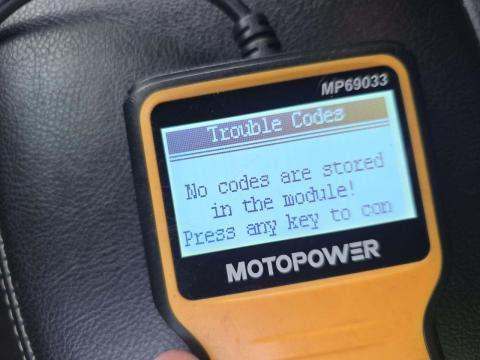 MP69033
Trouble Codes
No codes are stored
in the module!
Press any key to con
MOTOPOWER